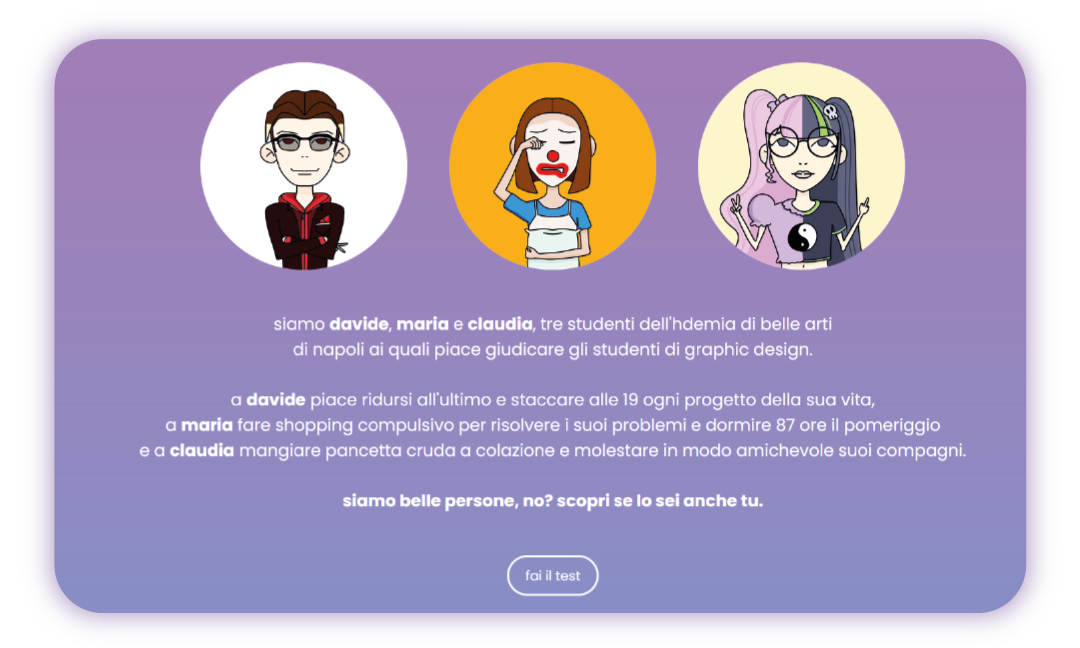 siamo davide, maria e claudia, tre studenti dell'hdemia di belle arti
di napoli ai quali piace giudicare gli studenti di graphic design.
a davide piace ridursi all'ultimo e staccare alle 19 ogni progetto della sua vita,
a maria fare shopping compulsivo per risolvere i suoi problemi e dormire 87 ore il pomeriggio
e a claudia mangiare pancetta cruda a colazione e molestare in modo amichevole suoi compagni.
siamo belle persone, no? scopri se lo sei anche tu.
fai il test